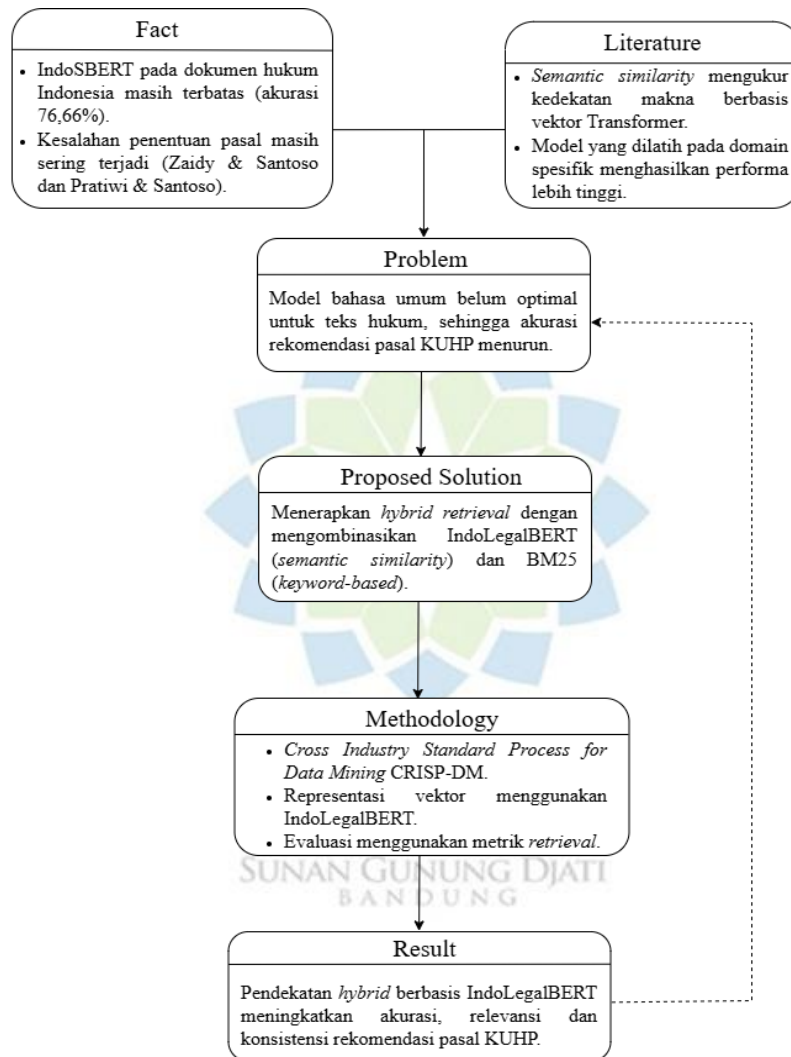 Fact
• IndoSBERT pada dokumen hukum
Indonesia masih terbatas (akurasi
76,66%).
• Kesalahan penentuan pasal masih
sering terjadi (Zaidy & Santoso
dan Pratiwi & Santoso).
Literature
• Semantic similarity mengukur
kedekatan makna berbasis
vektor Transformer.
• Model yang dilatih pada domain
spesifik menghasilkan performa
lebih tinggi.
Problem
Model bahasa umum belum optimal
untuk teks hukum, sehingga akurasi
rekomendasi pasal KUHP menurun.
Proposed Solution
Menerapkan hybrid retrieval dengan
mengombinasikan IndoLegalBERT
(semantic similarity) dan BM25
(keyword-based).
Methodology
• Cross Industry Standard Process for
Data Mining CRISP-DM.
• Representasi vektor menggunakan
IndoLegalBERT.
• Evaluasi menggunakan metrik retrieval.
SUNAN GUNUNG DJATI
BANDUNG
Result
Pendekatan hybrid berbasis IndoLegalBERT
meningkatkan akurasi, relevansi dan
konsistensi rekomendasi pasal KUHP.